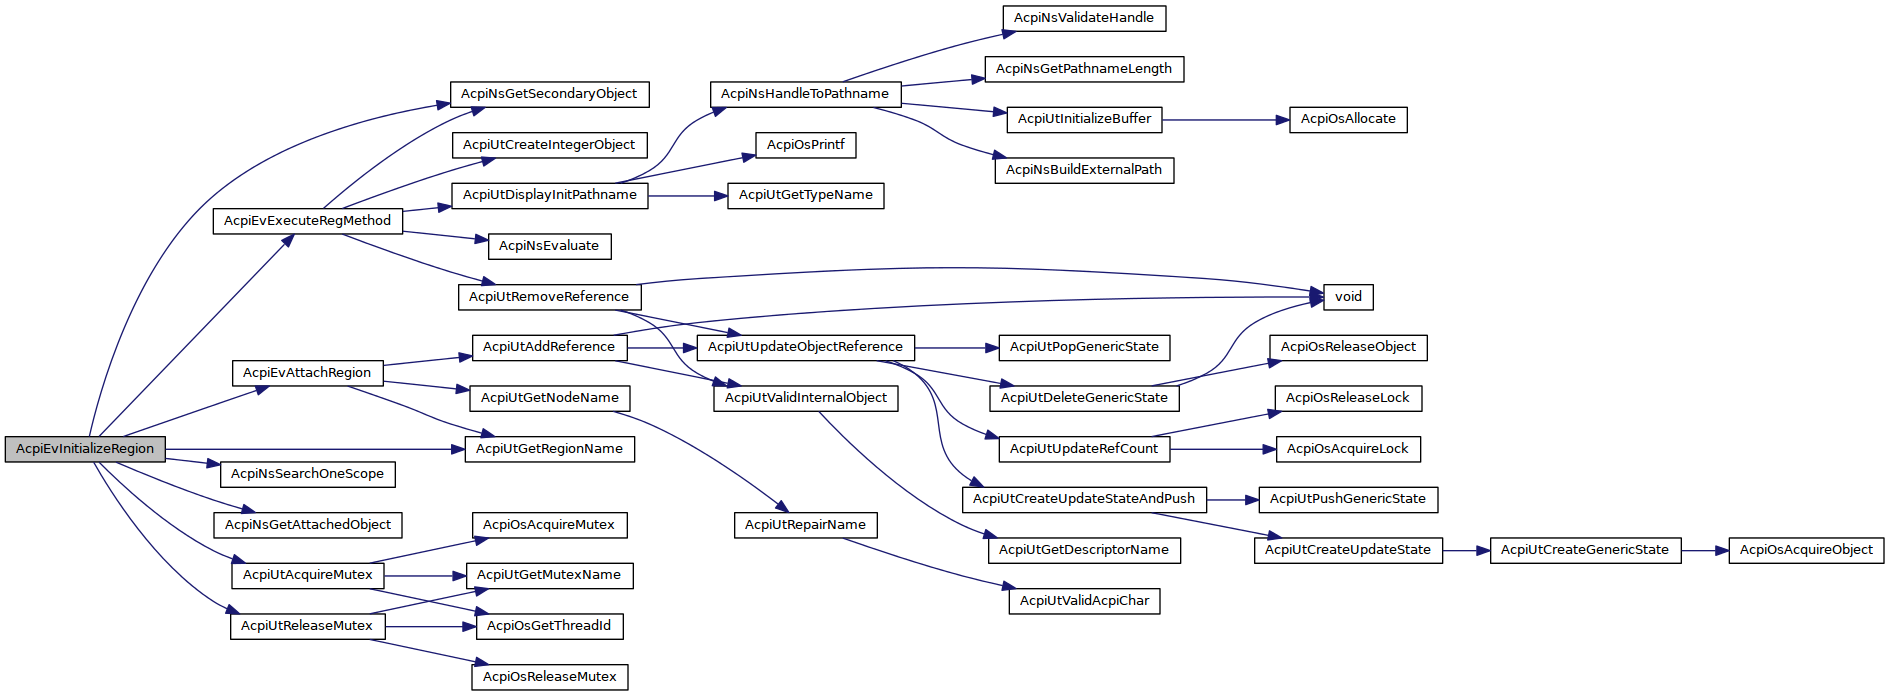 AcpiNsValidateHandle
AcpiNsGetPathnameLength
AcpiNsGetSecondaryObject
AcpiNsHandleToPathname
AcpiUtInitializeBuffer
AcpiOsAllocate
AcpiUtCreateIntegerObject
AcpiOsPrintf
AcpiNsBuildExternalPath
AcpiUtDisplayInitPathname
AcpiUtGetTypeName
AcpiEvExecuteRegMethod
AcpiNsEvaluate
AcpiUtRemoveReference
void
AcpiUtAddReference
AcpiUtUpdateObjectReference
AcpiUtPopGenericState
AcpiOsReleaseObject
AcpiEvAttachRegion
AcpiUtGetNodeName
AcpiUtValidInternalObject
AcpiUtDeleteGenericState
AcpiOsReleaseLock
AcpiEvInitializeRegion
AcpiUtGetRegionName
AcpiUtUpdateRefCount
AcpiOsAcquireLock
AcpiNsSearchOneScope
AcpiUtCreateUpdateStateAndPush
AcpiUtPushGenericState
AcpiNsGetAttachedObject
AcpiOsAcquireMutex
AcpiUtRepairName
AcpiUtGetDescriptorName
AcpiUtCreateUpdateState
AcpiUtCreateGenericState
AcpiOsAcquireObject
AcpiUtAcquireMutex
AcpiUtGetMutexName
AcpiUtValidAcpiChar
AcpiUtReleaseMutex
AcpiOsGetThreadId
AcpiOsReleaseMutex